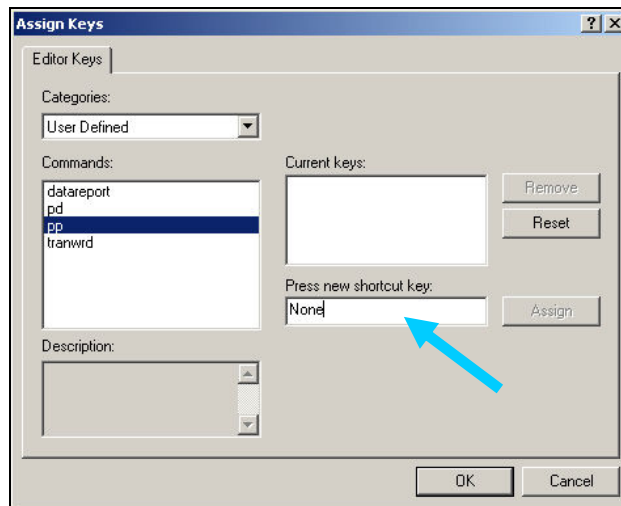 Assign Keys
Editor Keys
Categories:
User Defined
Commands:
datareport
pd
pp
tranwrd
Current keys:
Remove
Reset
Press new shortcut key:
None
Assign
Description:
OK
Cancel